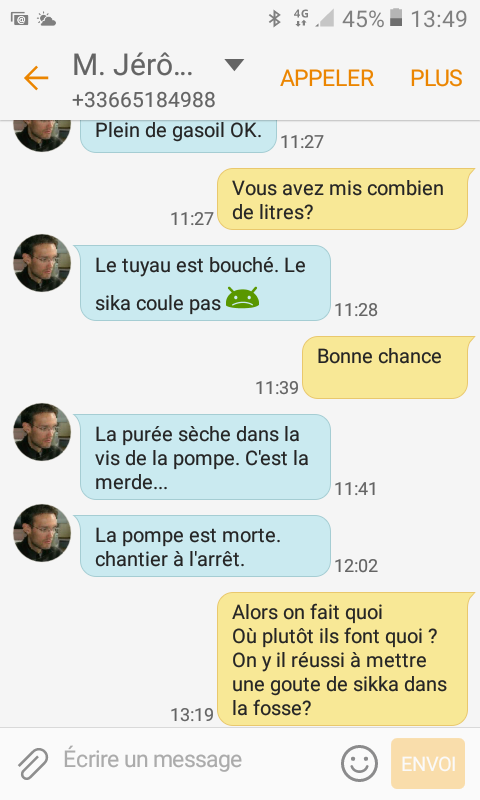 4G 45% 13:49
M. Jérô...
APPELER PLUS
+33665184988
Plein de gasoil OK.
11:27
Vous avez mis combien
de litres?
11:27
Le tuyau est bouché. Le
sika coule pas
11:28
Bonne chance
11:39
La purée sèche dans la
vis de la pompe. C'est la
merde...
11:41
La pompe est morte.
chantier à l'arrêt.
12:02
Alors on fait quoi
Où plutôt ils font quoi ?
On y il réussi à mettre
une goute de sikka dans
la fosse?
13:19
Écrire un message
ENVOI